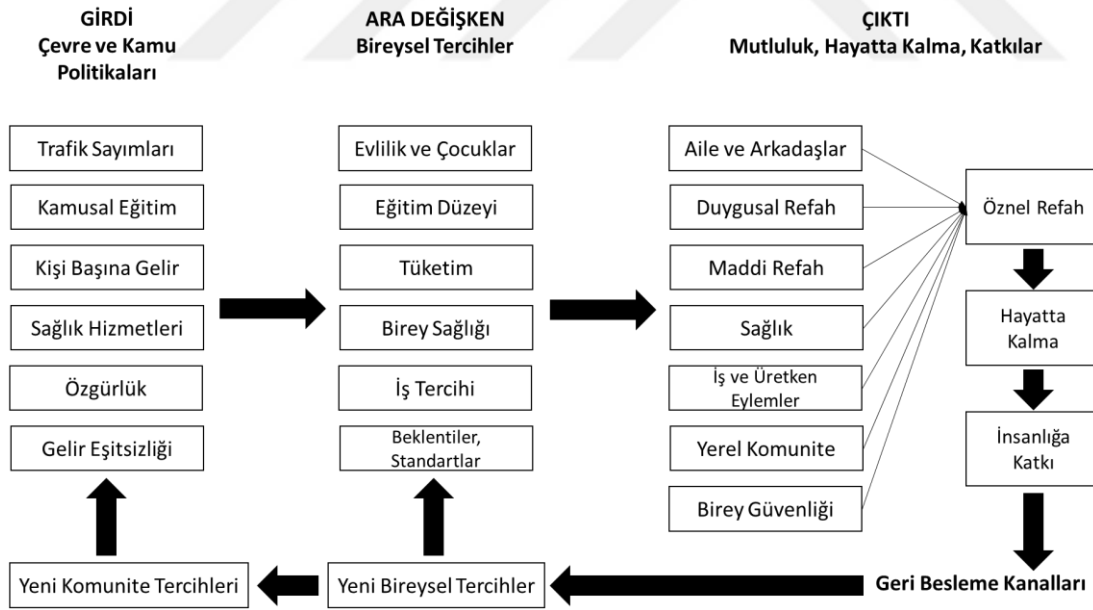 GİRDİ
Çevre ve Kamu
Politikaları
ARA DEĞİŞKEN
Bireysel Tercihler
ÇIKTI
Mutluluk, Hayatta Kalma, Katkılar
Trafik Sayımları
Kamusal Eğitim
Kişi Başına Gelir
Sağlık Hizmetleri
Özgürlük
Gelir Eşitsizliği
Evlilik ve Çocuklar
Eğitim Düzeyi
Tüketim
Birey Sağlığı
İş Tercihi
Beklentiler,
Standartlar
Aile ve Arkadaşlar
Duygusal Refah
Maddi Refah
Sağlık
İş ve Üretken
Eylemler
Yerel Komunite
Birey Güvenliği
Öznel Refah
Hayatta
Kalma
İnsanlığa
Katkı
Yeni Komunite Tercihleri
Yeni Bireysel Tercihler
Geri Besleme Kanalları